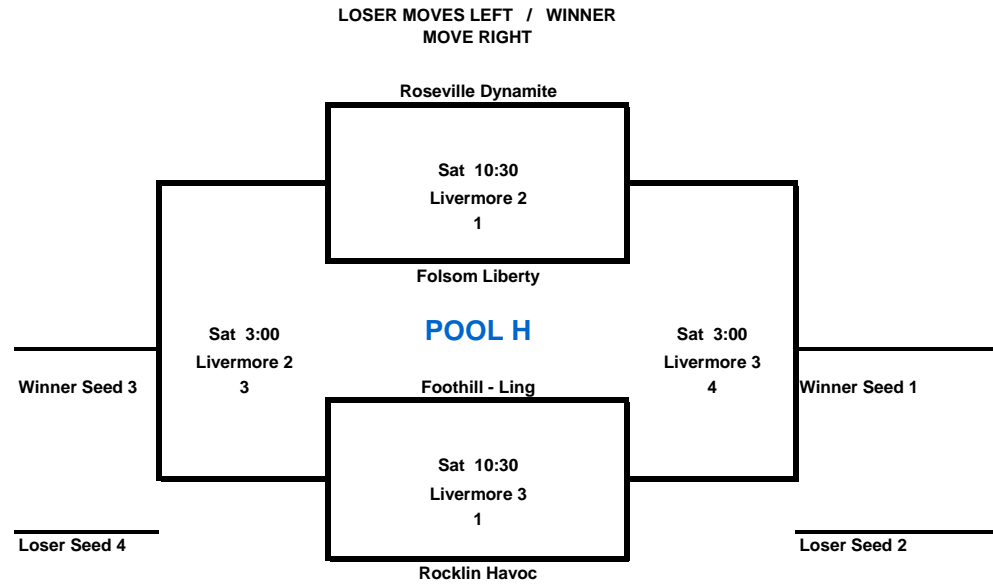 LOSER MOVES LEFT / WINNER
MOVE RIGHT
Roseville Dynamite
Sat 10:30
Livermore 2
1
Folsom Liberty
POOL H
Sat 3:00
Livermore 2
3
Sat 3:00
Livermore 3
4
Winner Seed 3
Foothill - Ling
Winner Seed 1
Sat 10:30
Livermore 3
1
Loser Seed 4
Loser Seed 2
Rocklin Havoc